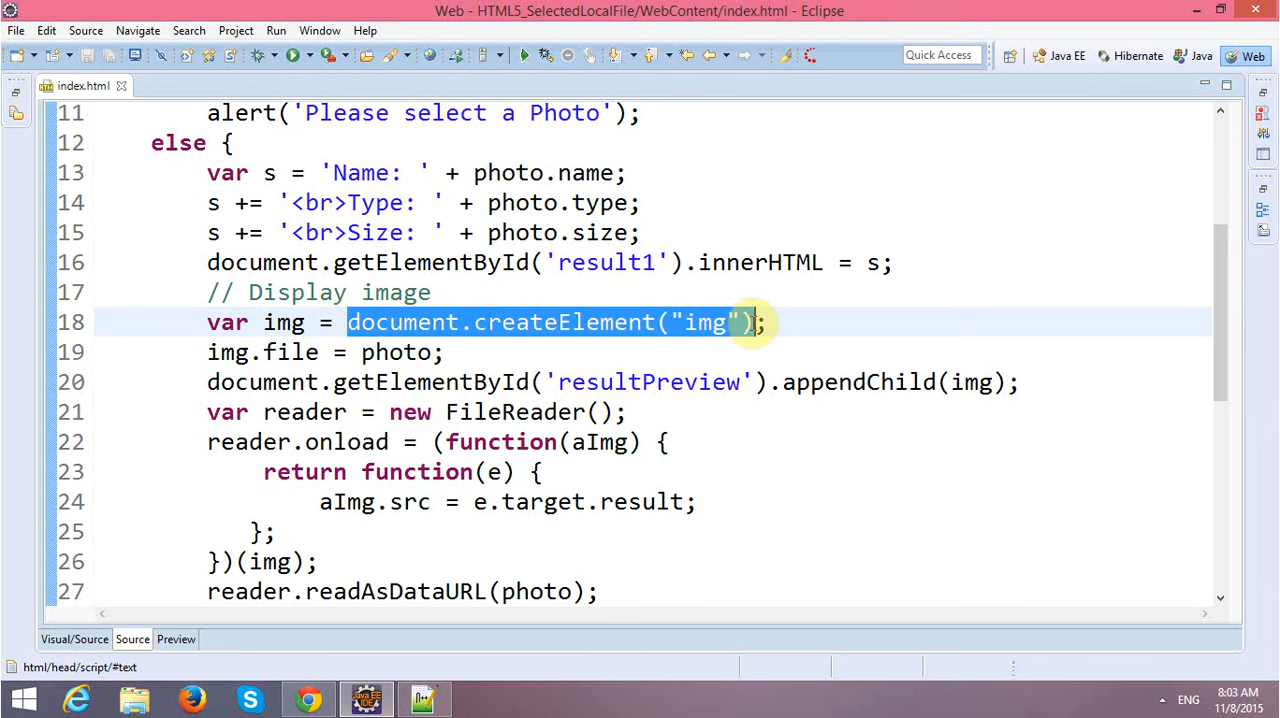 Web - HTML5_SelectedLocalFile/WebContent/index.html - Eclipse
File Edit Source Navigate Search Project Run Window Help
Quick Access Java EE Hibernate Java Web
index.html
11 alert('Please select a Photo');
12 else {
13 var s = 'Name: ' + photo.name;
14 s += '<br>Type: ' + photo.type;
15 s += '<br>Size: ' + photo.size;
16 document.getElementById('result1').innerHTML = s;
17 // Display image
18 var img = document.createElement("img");
19 img.file = photo;
20 document.getElementById('resultPreview').appendChild(img);
21 var reader = new FileReader();
22 reader.onload = (function(aImg) {
23 return function(e) {
24 aImg.src = e.target.result;
25 };
26 })(img);
27 reader.readAsDataURL(photo);
Visual/Source Source Preview
html/head/script/#text
Java EE IDE
ENG
8:03 AM
11/8/2015